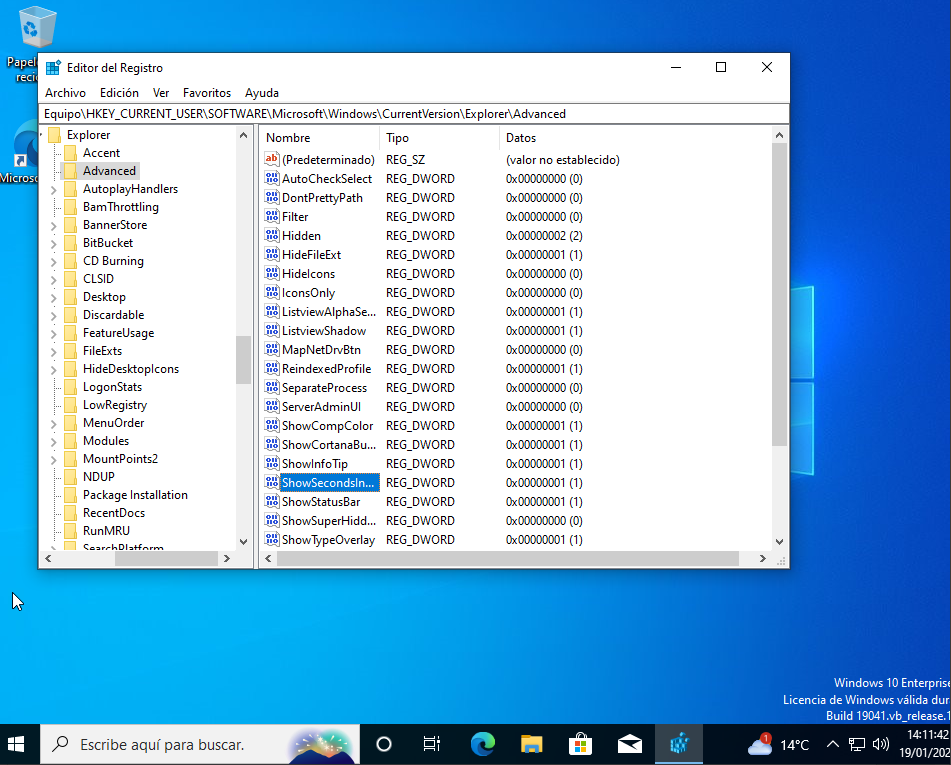 Papel
reci
Microso
Editor del Registro
Archivo Edición Ver Favoritos Ayuda
Equipo\HKEY_CURRENT_USER\SOFTWARE\Microsoft\Windows\CurrentVersion\Explorer\Advanced
Explorer
Accent
Advanced
AutoplayHandlers
BamThrottling
BannerStore
BitBucket
CD Burning
CLSID
Desktop
Discardable
FeatureUsage
FileExts
HideDesktopIcons
LogonStats
LowRegistry
MenuOrder
Modules
MountPoints2
NDUP
Package Installation
RecentDocs
RunMRU
SearchPlatform
Nombre Tipo Datos
(Predeterminado) REG_SZ (valor no establecido)
AutoCheckSelect REG_DWORD 0x00000000 (0)
DontPrettyPath REG_DWORD 0x00000000 (0)
Filter REG_DWORD 0x00000000 (0)
Hidden REG_DWORD 0x00000002 (2)
HideFileExt REG_DWORD 0x00000001 (1)
HideIcons REG_DWORD 0x00000000 (0)
IconsOnly REG_DWORD 0x00000000 (0)
ListviewAlphaSe... REG_DWORD 0x00000001 (1)
ListviewShadow REG_DWORD 0x00000001 (1)
MapNetDrvBtn REG_DWORD 0x00000000 (0)
ReindexedProfile REG_DWORD 0x00000001 (1)
SeparateProcess REG_DWORD 0x00000000 (0)
ServerAdminUI REG_DWORD 0x00000000 (0)
ShowCompColor REG_DWORD 0x00000001 (1)
ShowCortanaBu... REG_DWORD 0x00000001 (1)
ShowInfoTip REG_DWORD 0x00000001 (1)
ShowSecondsIn... REG_DWORD 0x00000001 (1)
ShowStatusBar REG_DWORD 0x00000001 (1)
ShowSuperHidd... REG_DWORD 0x00000000 (0)
ShowTypeOverlay REG_DWORD 0x00000001 (1)
Windows 10 Enterprise
Licencia de Windows válida dur
Build 19041.vb_release.1
Escribe aquí para buscar.
1
14°C
14:11:42
19/01/202